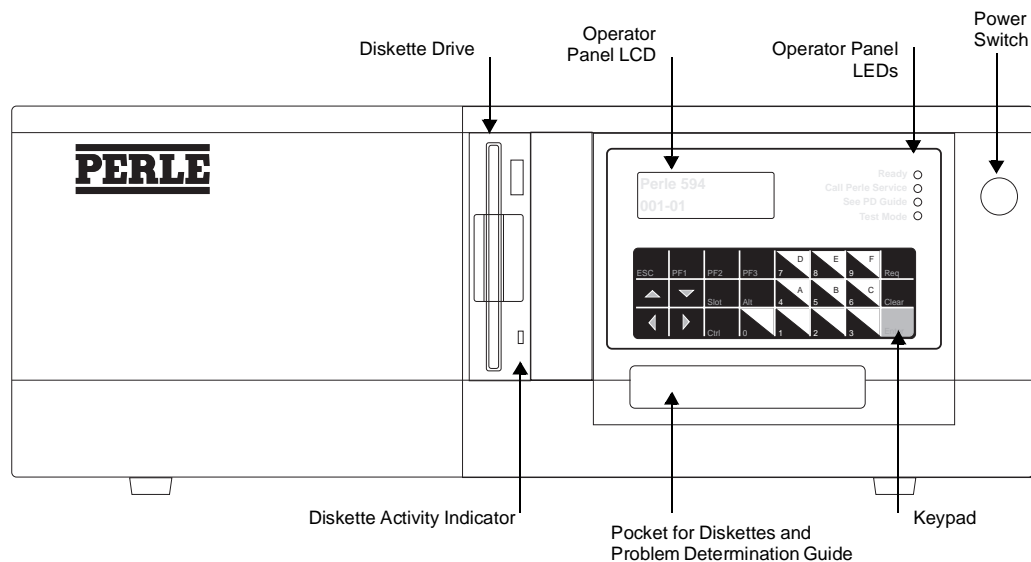 Power
Switch
Operator
Panel LCD
Diskette Drive
Operator Panel
LEDs
PERLE
Perle 594
001-01
Ready
Call Perle Service
See PD Guide
Test Mode
ESC PF1 PF2 PF3 7 D 8 E 9 F Req
Slot Alt 4 A 5 B 6 C Clear
Ctrl 0 1 2 3 Enter
Diskette Activity Indicator
Keypad
Pocket for Diskettes and
Problem Determination Guide